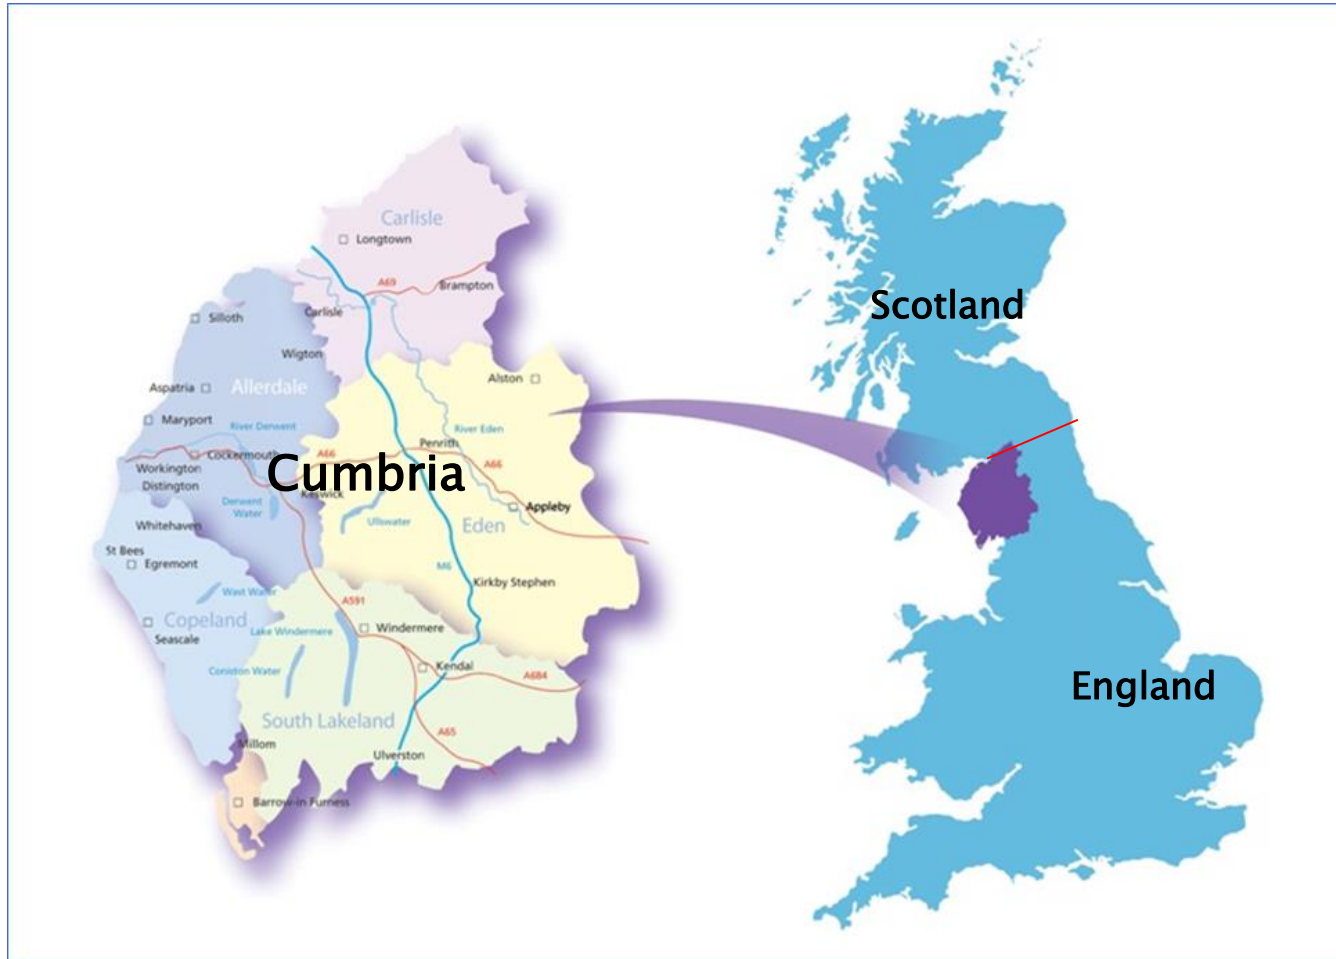 Carlisle
Longtown
A69
Brampton
Carlisle
Silloth
Wigton
Aspatria
Allerdale
Alston
Maryport
River Derwent
River Eden
Penrith
Cockermouth
A66
A66
Workington
Cumbria
Distington
Keswick
Derwent
Water
Appleby
Ullswater
Eden
Whitehaven
St Bees
Egremont
M6
Kirkby Stephen
Wast Water
A591
Copeland
Lake Windermere
Windermere
Seascale
Coniston Water
Kendal
A684
South Lakeland
A65
Millom
Ulverston
Barrow-in Furness
Scotland
England